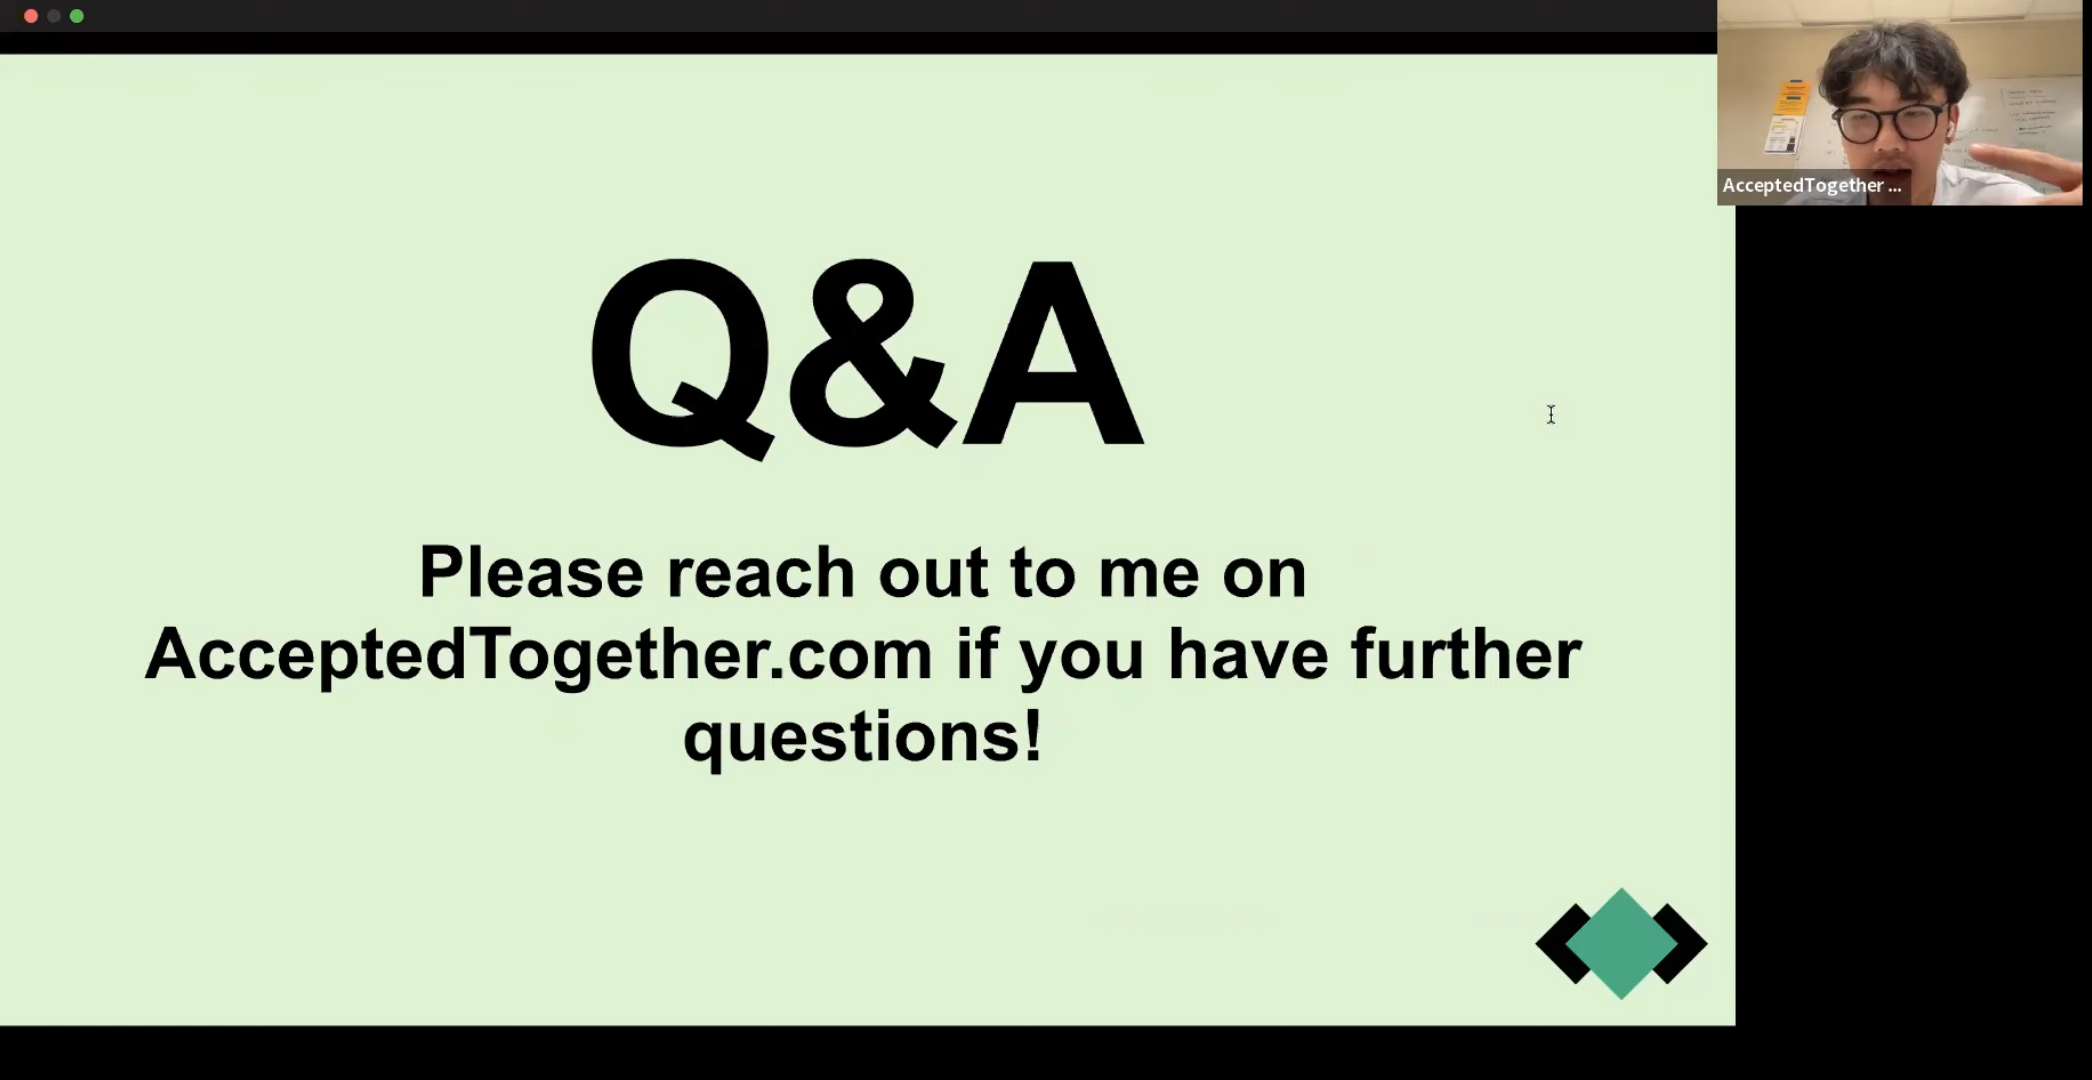 Q&A
Please reach out to me on
AcceptedTogether.com if you have further
questions!
AcceptedTogether ...